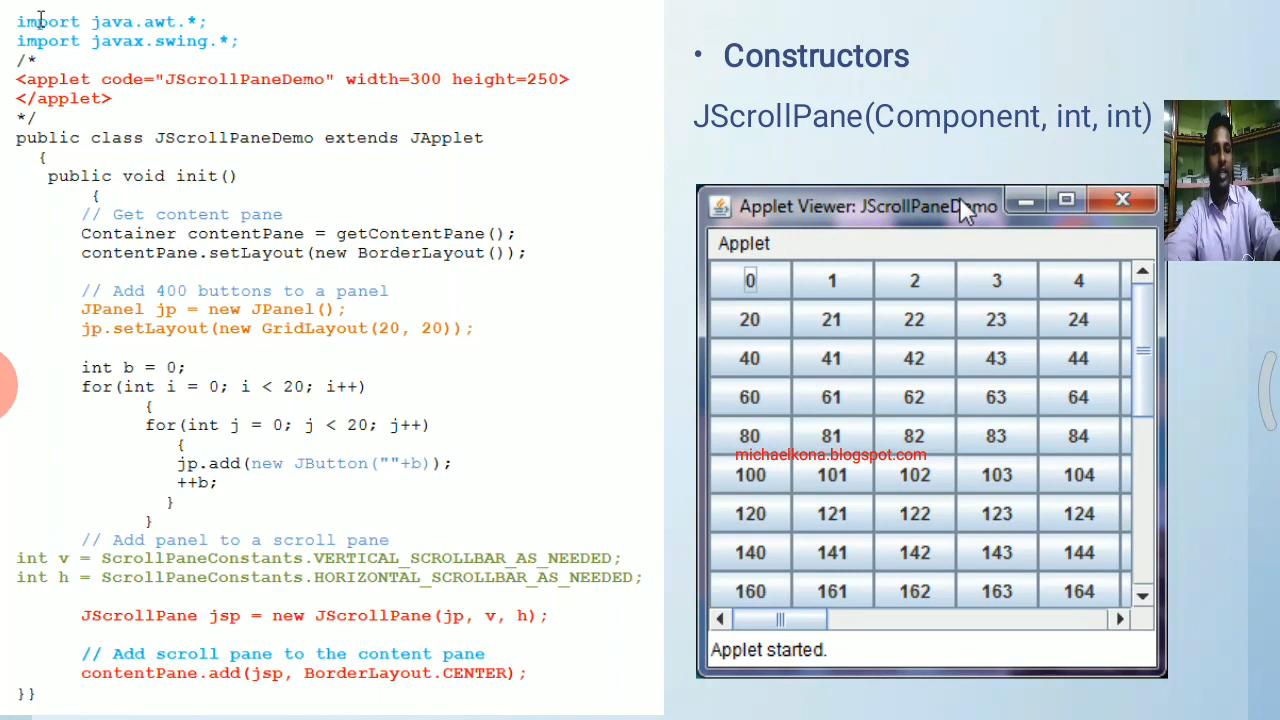 import java.awt.*;
import javax.swing.*;
/*
<applet code="JScrollPaneDemo" width=300 height=250>
</applet>
*/
public class JScrollPaneDemo extends JApplet
{
public void init()
{
// Get content pane
Container contentPane = getContentPane();
contentPane.setLayout(new BorderLayout());
// Add 400 buttons to a panel
JPanel jp = new JPanel();
jp.setLayout(new GridLayout(20, 20));
int b = 0;
for(int i = 0; i < 20; i++)
{
for(int j = 0; j < 20; j++)
{
jp.add(new JButton(""+b));
++b;
}
}
// Add panel to a scroll pane
int v = ScrollPaneConstants.VERTICAL_SCROLLBAR_AS_NEEDED;
int h = ScrollPaneConstants.HORIZONTAL_SCROLLBAR_AS_NEEDED;
JScrollPane jsp = new JScrollPane(jp, v, h);
// Add scroll pane to the content pane
contentPane.add(jsp, BorderLayout.CENTER);
}}
• Constructors
JScrollPane(Component, int, int)
Applet Viewer: JScrollPaneDemo
Applet
0 1 2 3 4
20 21 22 23 24
40 41 42 43 44
60 61 62 63 64
80 81 82 83 84
michaelkona.blogspot.com
100 101 102 103 104
120 121 122 123 124
140 141 142 143 144
160 161 162 163 164
Applet started.